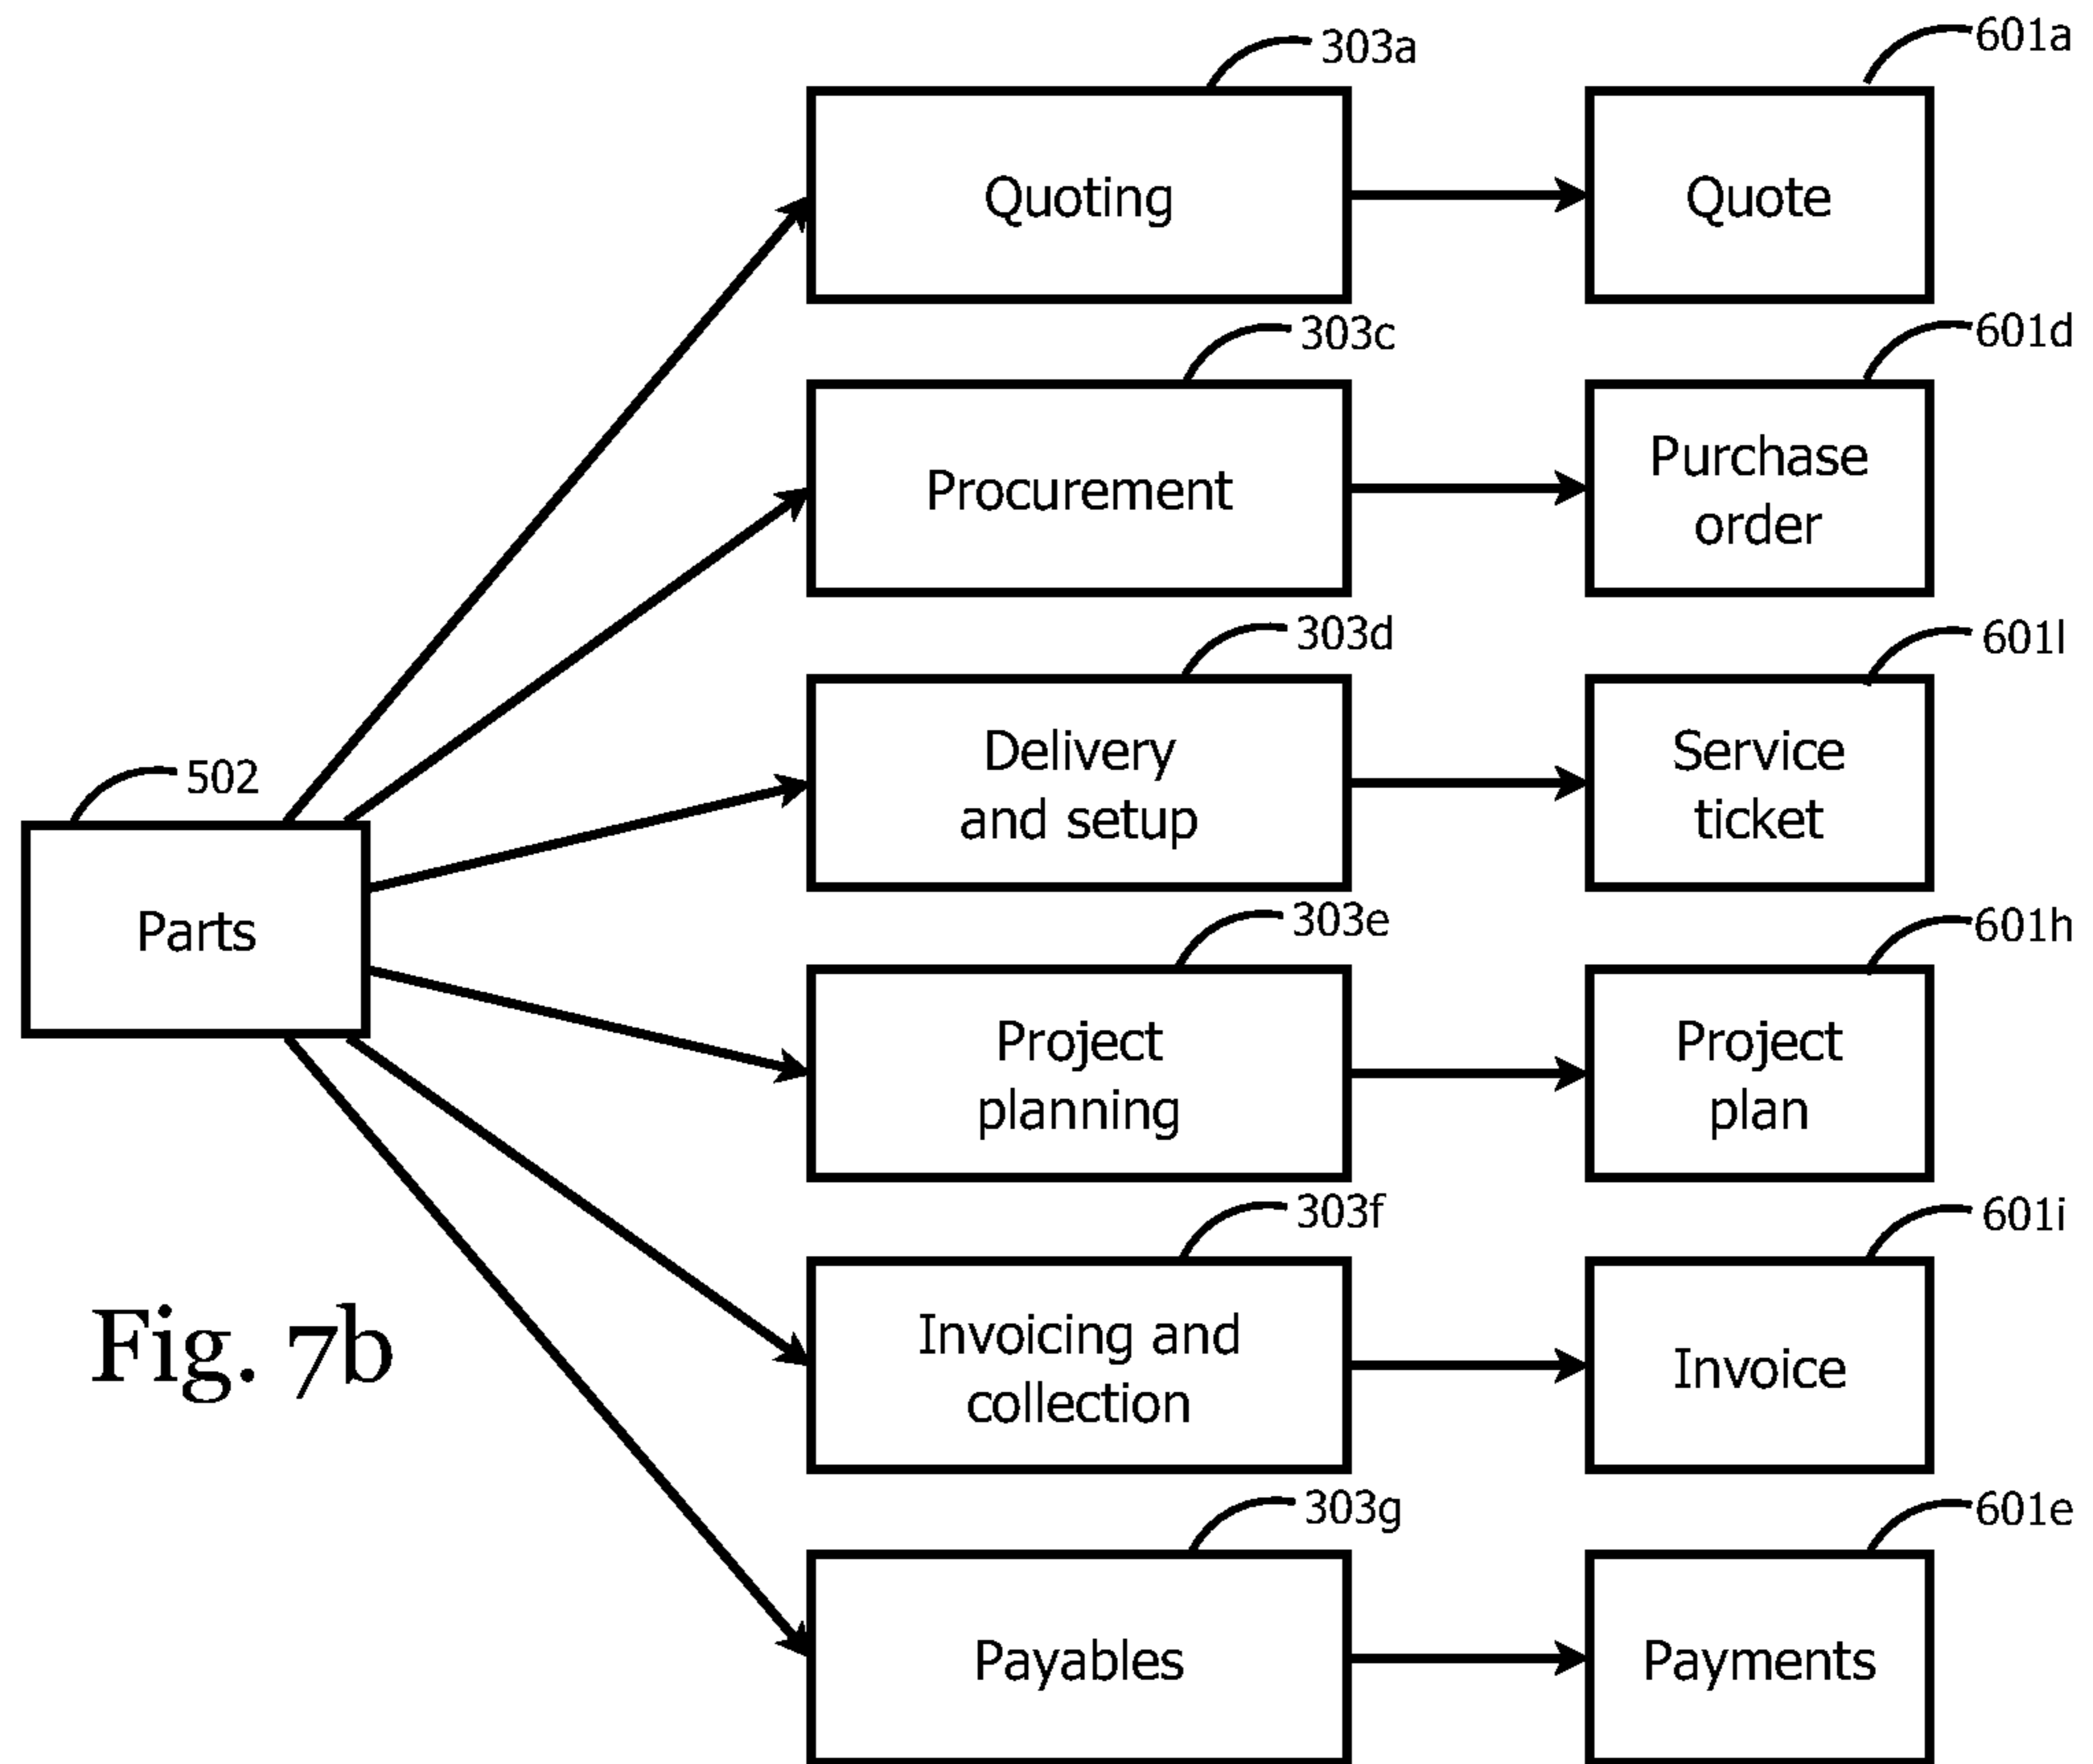 303a
601a
Quoting
Quote
303c
601d
Procurement
Purchase
order
303d
601l
Delivery
and setup
Service
ticket
502
Parts
303e
601h
Project
planning
Project
plan
303f
601i
Invoicing and
collection
Invoice
Fig. 7b
303g
601e
Payables
Payments